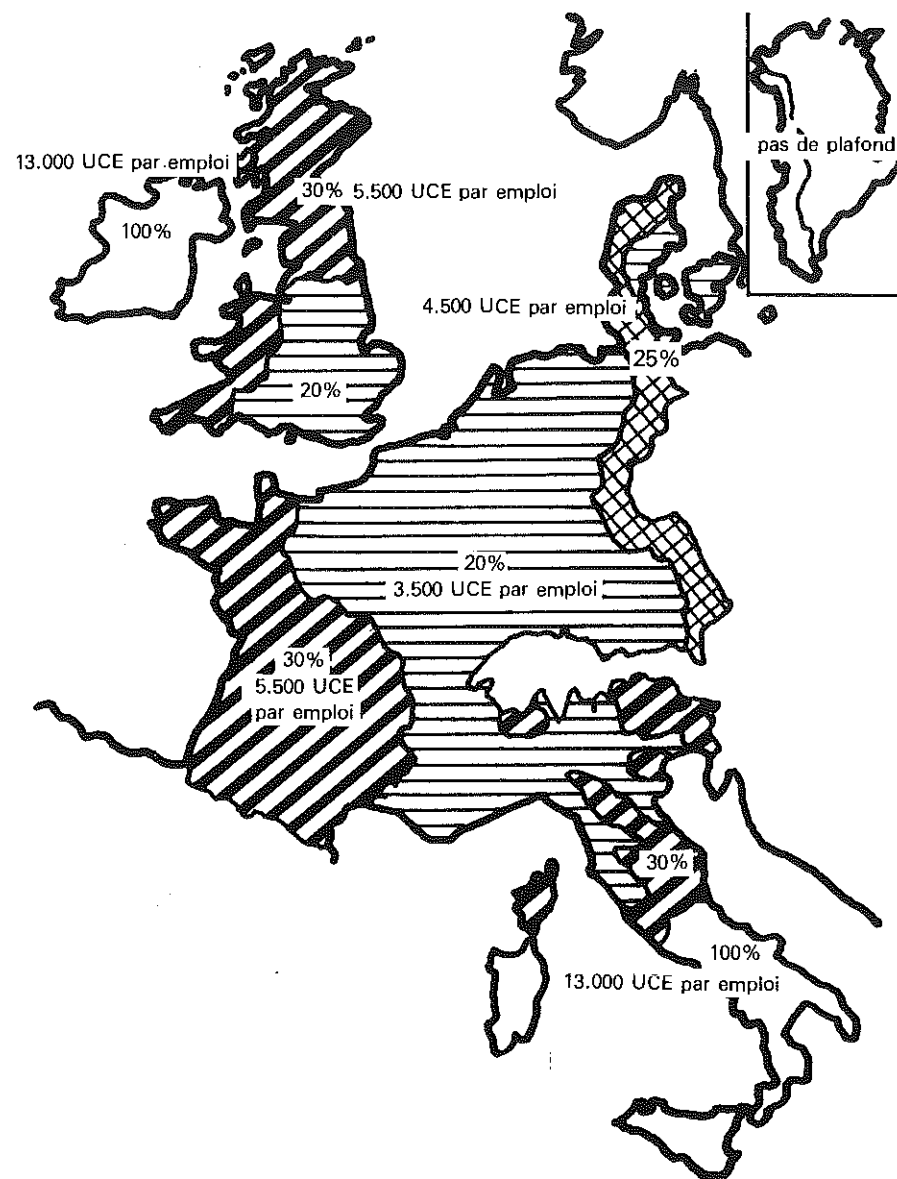 pas de plafond
13.000 UCE par emploi
30% 5.500 UCE par emploi
100%
4.500 UCE par emploi
25%
20%
20%
3.500 UCE par emploi
30%
5.500 UCE
par emploi
30%
100%
13.000 UCE par emploi